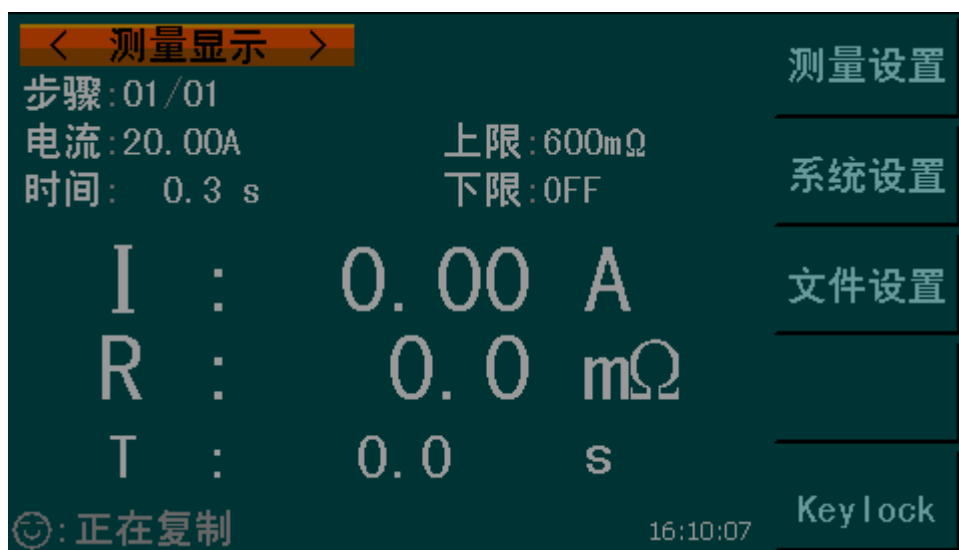 < 测量显示 >
步骤:01/01
电流:20.00A 上限:600mΩ
时间: 0.3 s 下限:OFF
I : 0.00 A
R : 0.0 mΩ
T : 0.0 s
:正在复制
16:10:07
测量设置
系统设置
文件设置
Keylock